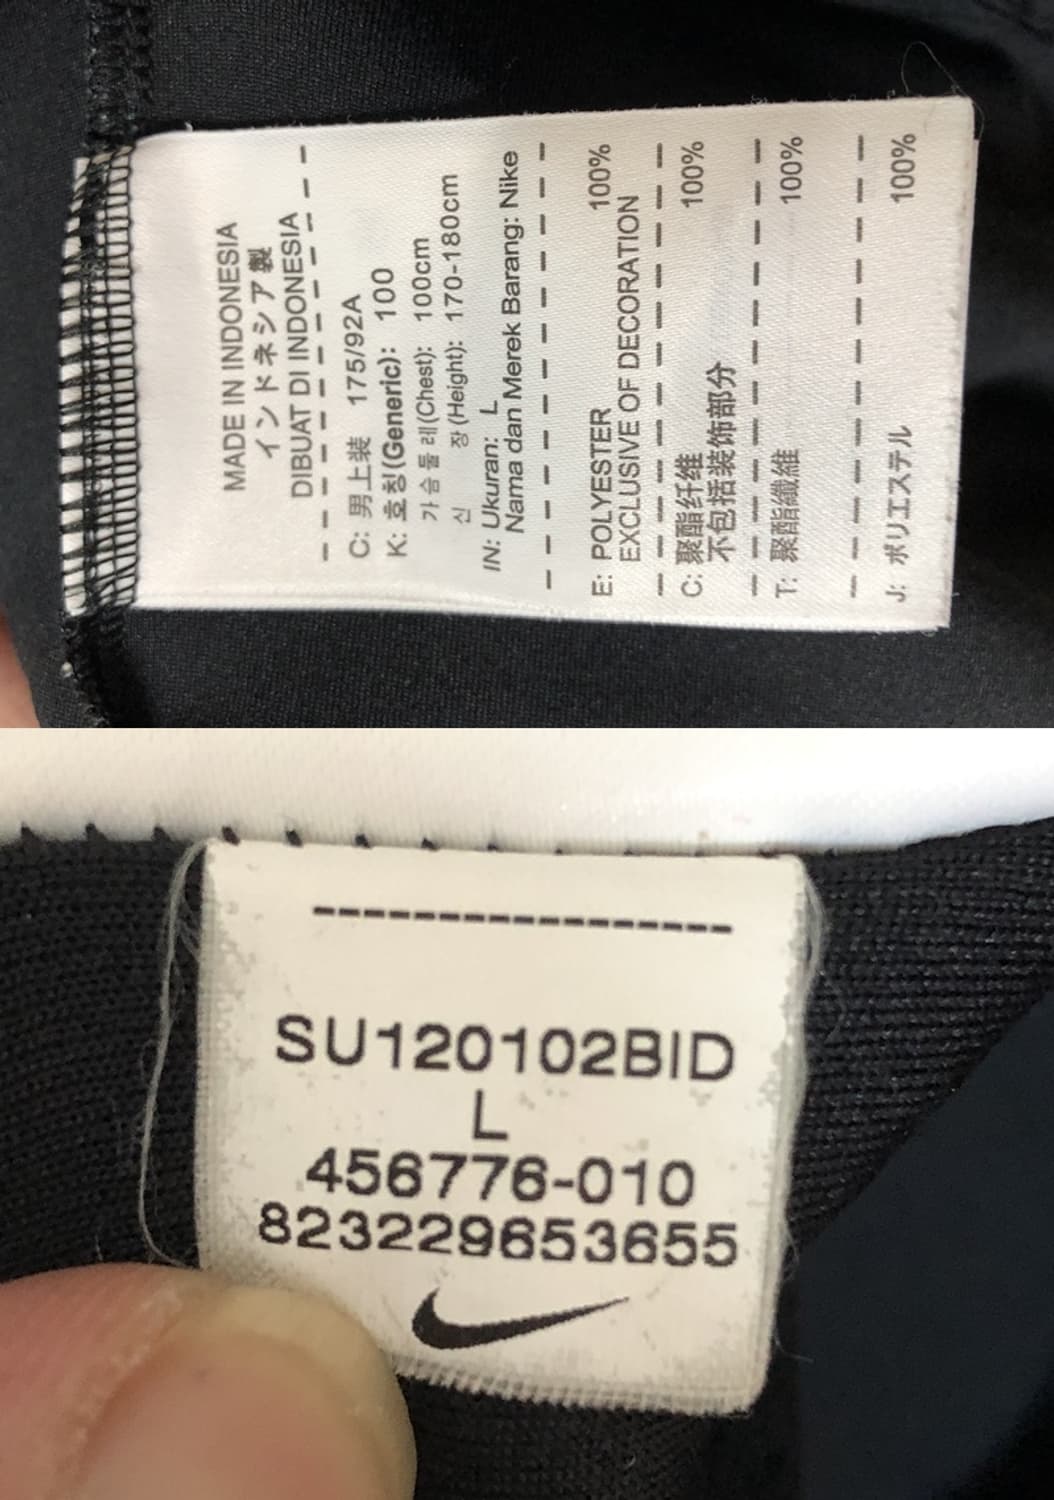 MADE IN INDONESIA
インドネシア製
DIBUAT DI INDONESIA
C: 男上装 175/92A
K: 호칭(Generic): 100
가슴둘레(Chest): 100cm
신 장(Height): 170-180cm
IN: Ukuran: L
Nama dan Merek Barang: Nike
E: POLYESTER 100%
EXCLUSIVE OF DECORATION
C: 聚酯纤维 100%
不包括装饰部分
T: 聚酯纖維 100%
J: ポリエステル 100%
SU120102BID
L
456776-010
823229653655